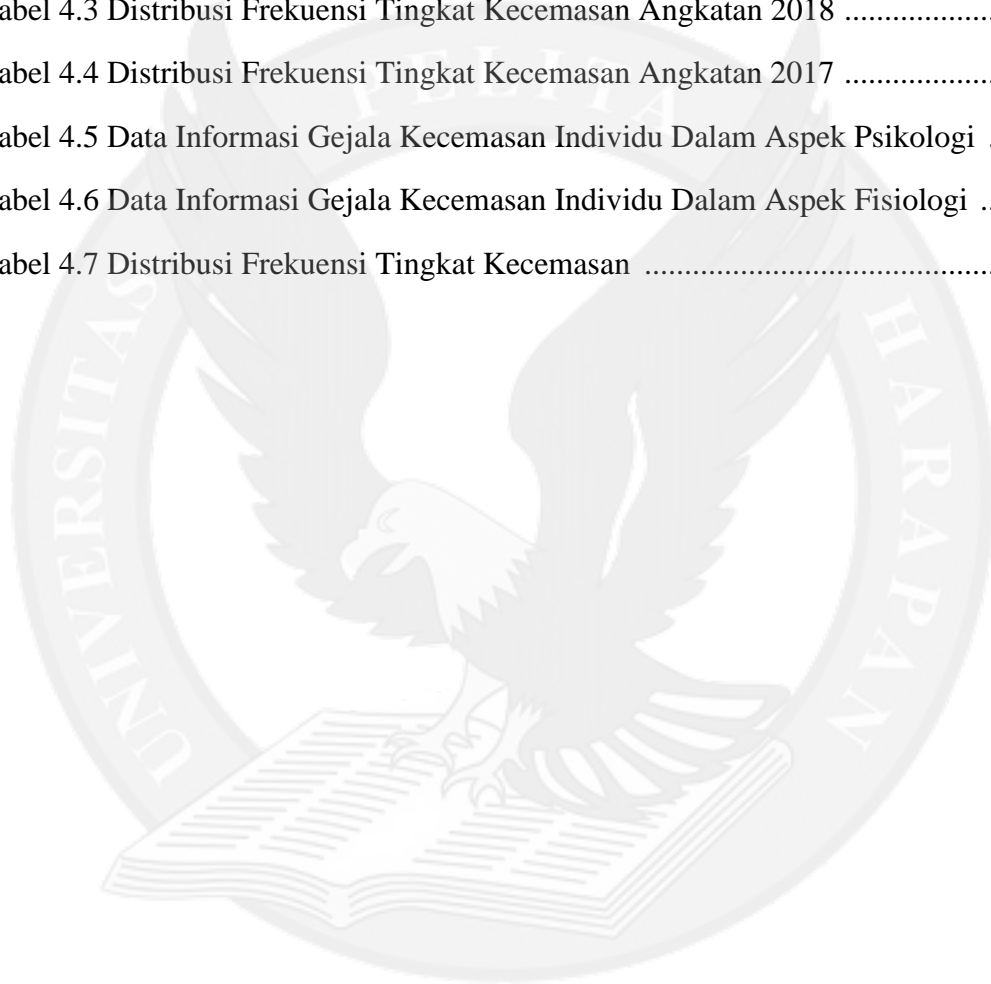 abel 4.3 Distribusi Frekuensi Tingkat Kecemasan Angkatan 2018 ...................
abel 4.4 Distribusi Frekuensi Tingkat Kecemasan Angkatan 2017 ...................
abel 4.5 Data Informasi Gejala Kecemasan Individu Dalam Aspek Psikologi .
abel 4.6 Data Informasi Gejala Kecemasan Individu Dalam Aspek Fisiologi ..
abel 4.7 Distribusi Frekuensi Tingkat Kecemasan .............................................
UNIVERSITAS
PELITA
HARAPAN